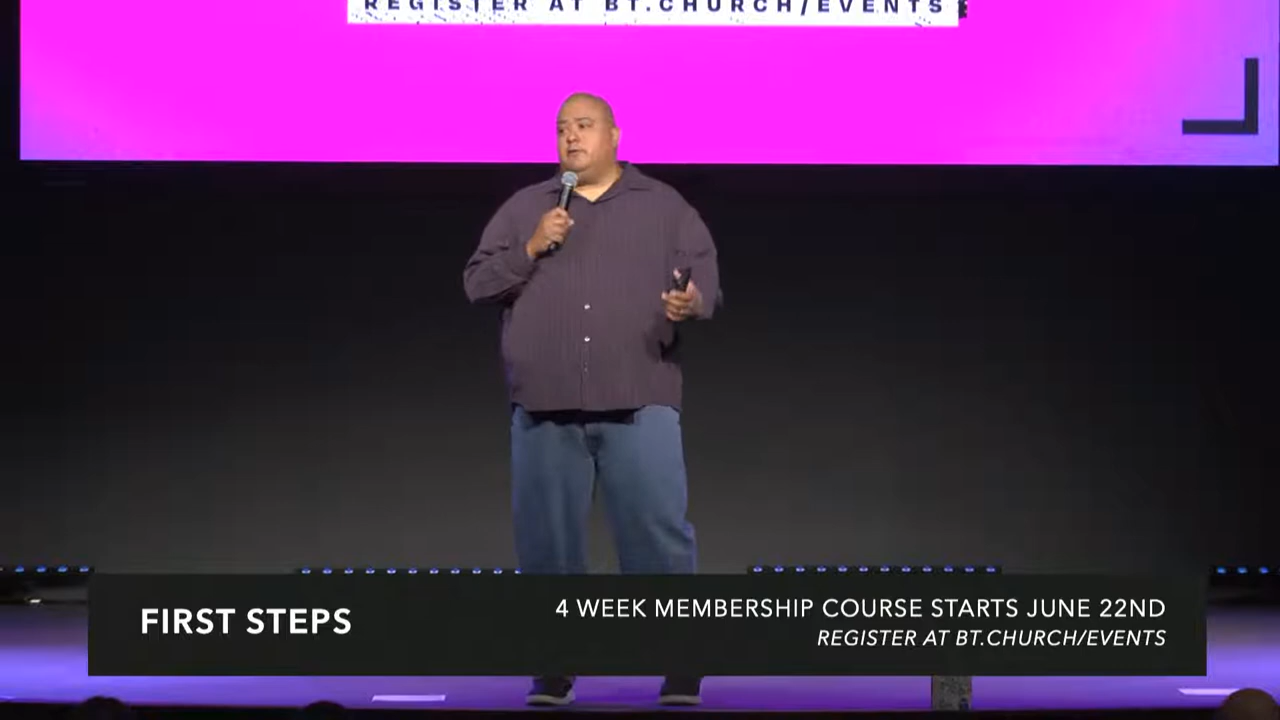 REGISTER AT BT.CHURCH/EVENTS
FIRST STEPS
4 WEEK MEMBERSHIP COURSE STARTS JUNE 22ND
REGISTER AT BT.CHURCH/EVENTS